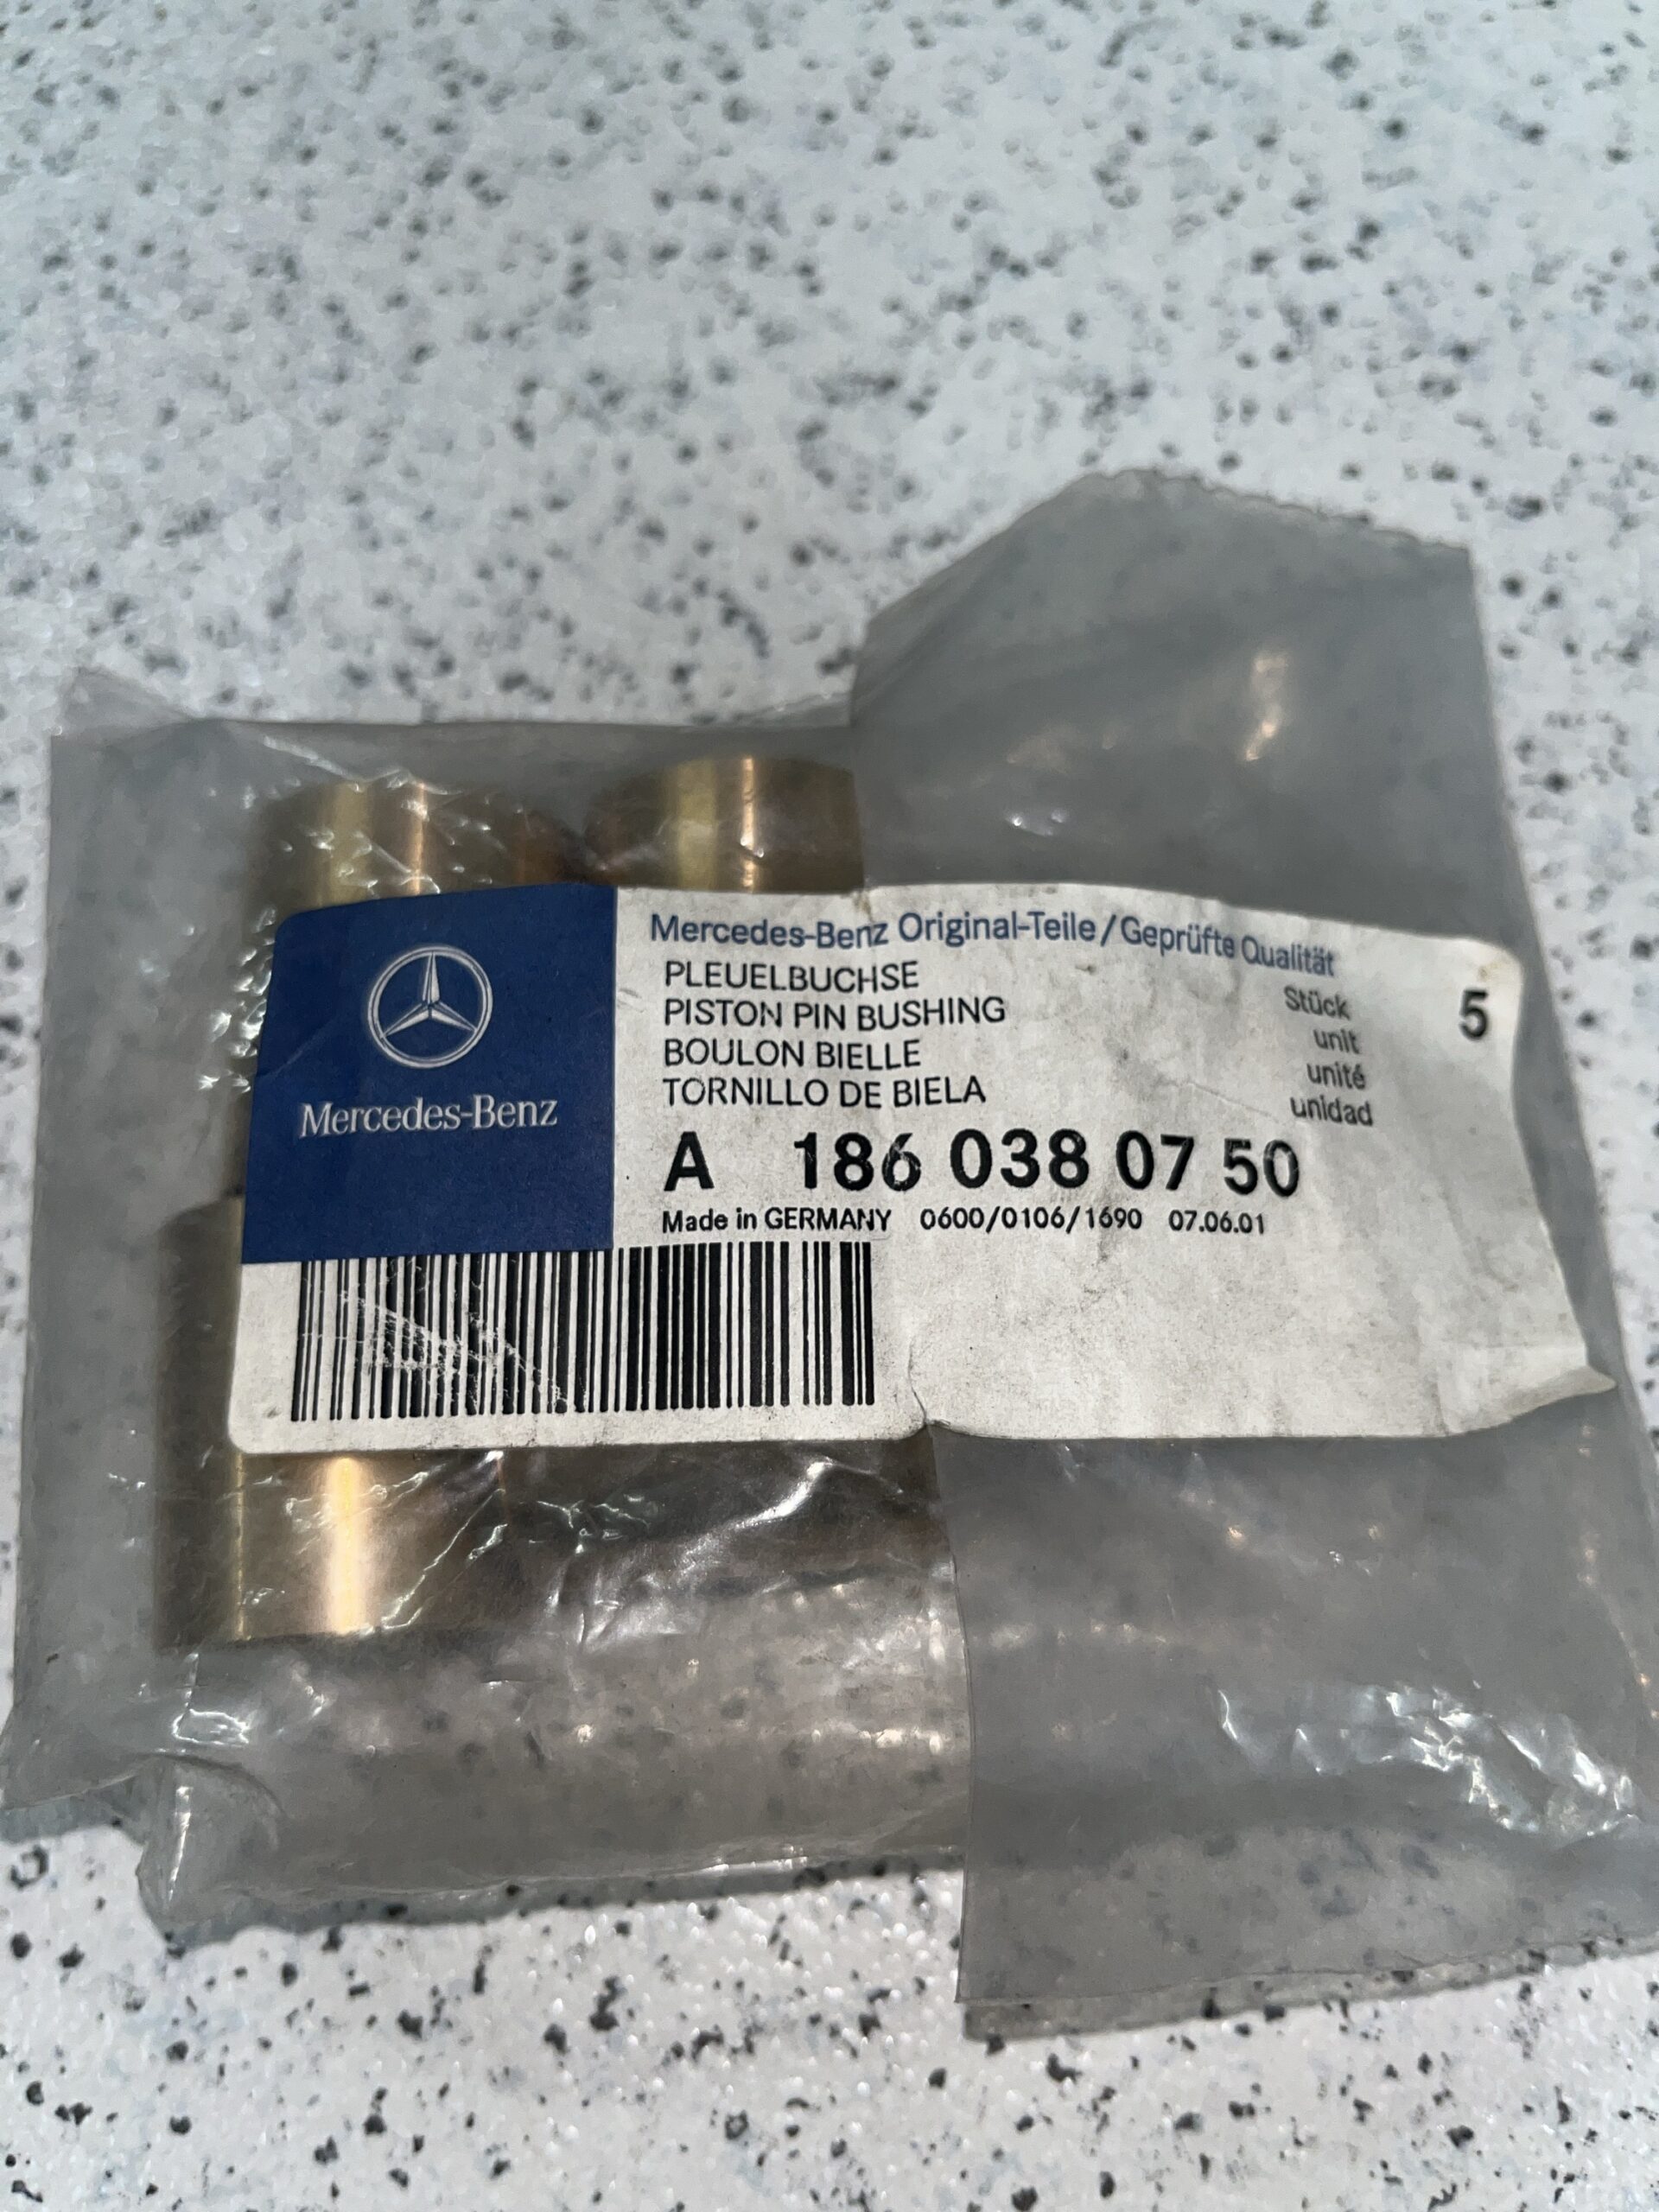 Mercedes-Benz
Mercedes-Benz Original-Teile/Geprüfte Qualität
PLEUELBUCHSE
PISTON PIN BUSHING
BOULON BIELLE
TORNILLO DE BIELA
Stück
unit
unité
unidad
5
A 186 038 07 50
Made in GERMANY 0600/0106/1690 07.06.01